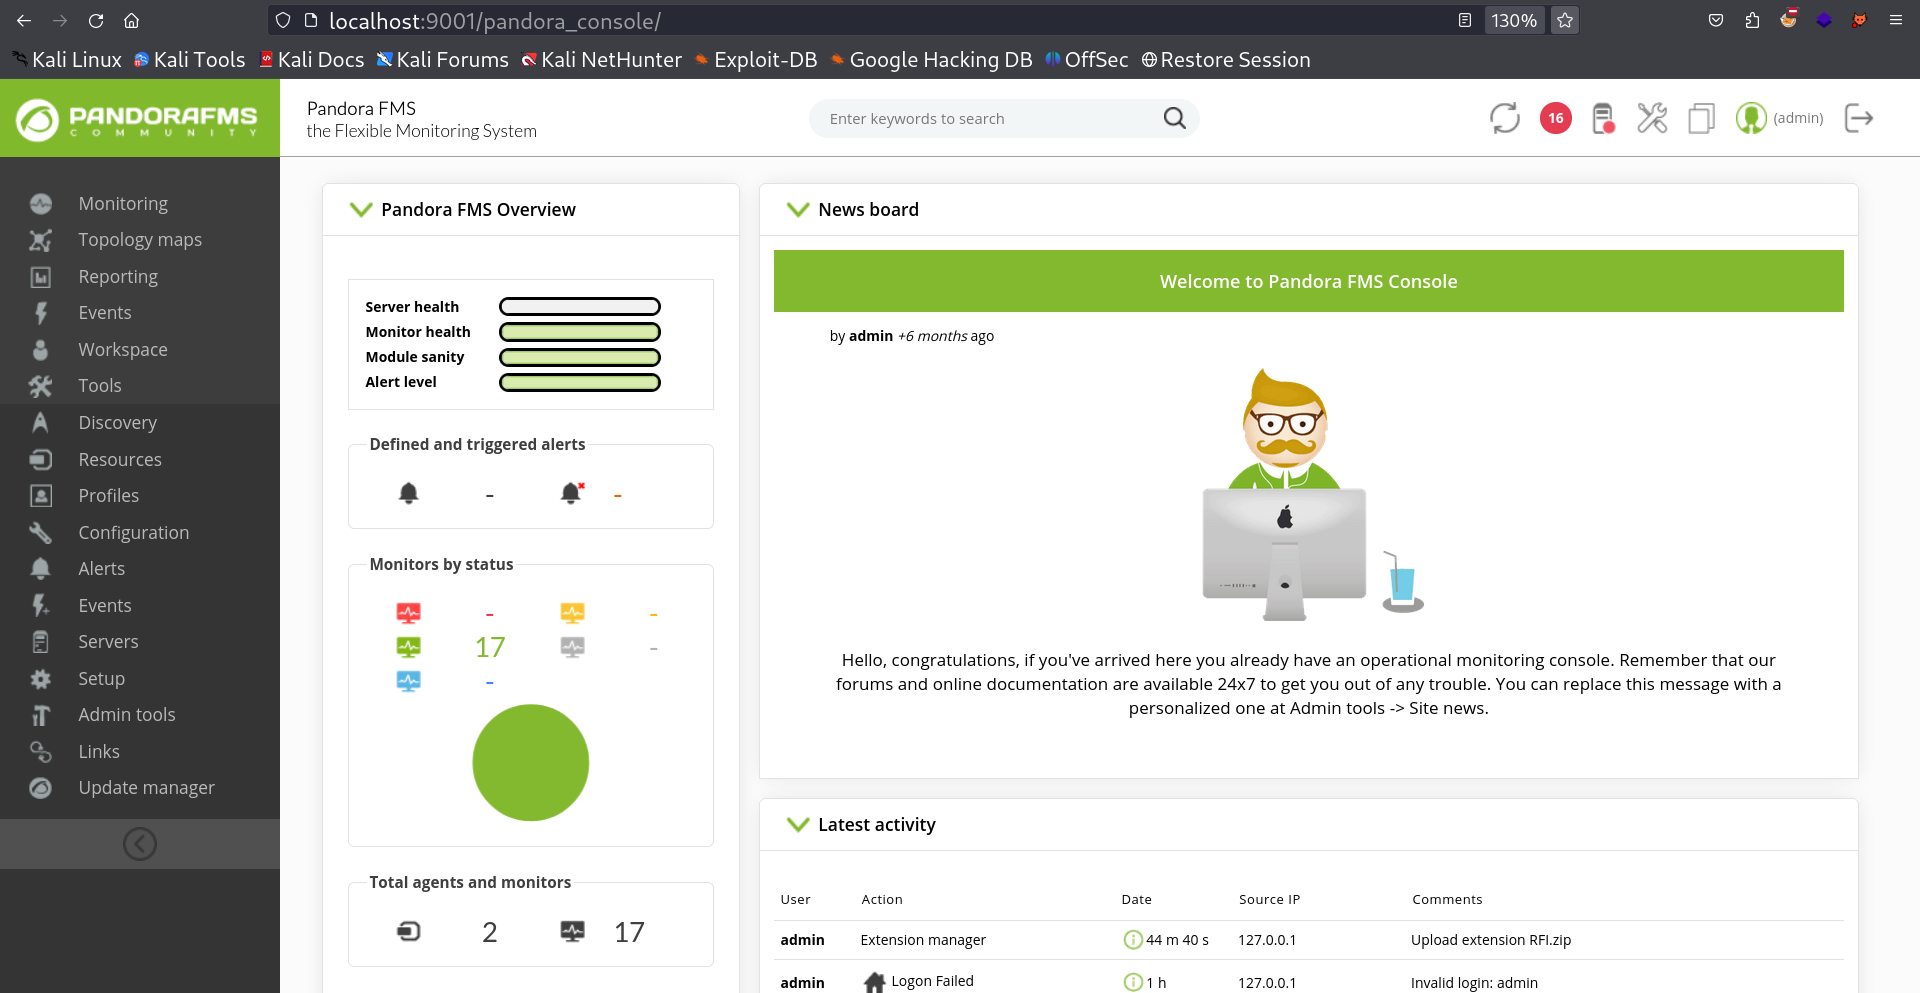 localhost:9001/pandora_console/
130%
Kali Linux Kali Tools Kali Docs Kali Forums Kali NetHunter Exploit-DB Google Hacking DB OffSec Restore Session
PANDORAFMS
COMMUNITY
Pandora FMS
the Flexible Monitoring System
Enter keywords to search
16
(admin)
Monitoring
Topology maps
Reporting
Events
Workspace
Tools
Discovery
Resources
Profiles
Configuration
Alerts
Events
Servers
Setup
Admin tools
Links
Update manager
Pandora FMS Overview
Server health
Monitor health
Module sanity
Alert level
Defined and triggered alerts
- -
Monitors by status
- -
17 -
-
Total agents and monitors
2 17
News board
Welcome to Pandora FMS Console
by admin +6 months ago
Hello, congratulations, if you've arrived here you already have an operational monitoring console. Remember that our
forums and online documentation are available 24x7 to get you out of any trouble. You can replace this message with a
personalized one at Admin tools -> Site news.
Latest activity
User Action Date Source IP Comments
admin Extension manager 44 m 40 s 127.0.0.1 Upload extension RFI.zip
admin Logon Failed 1 h 127.0.0.1 Invalid login: admin